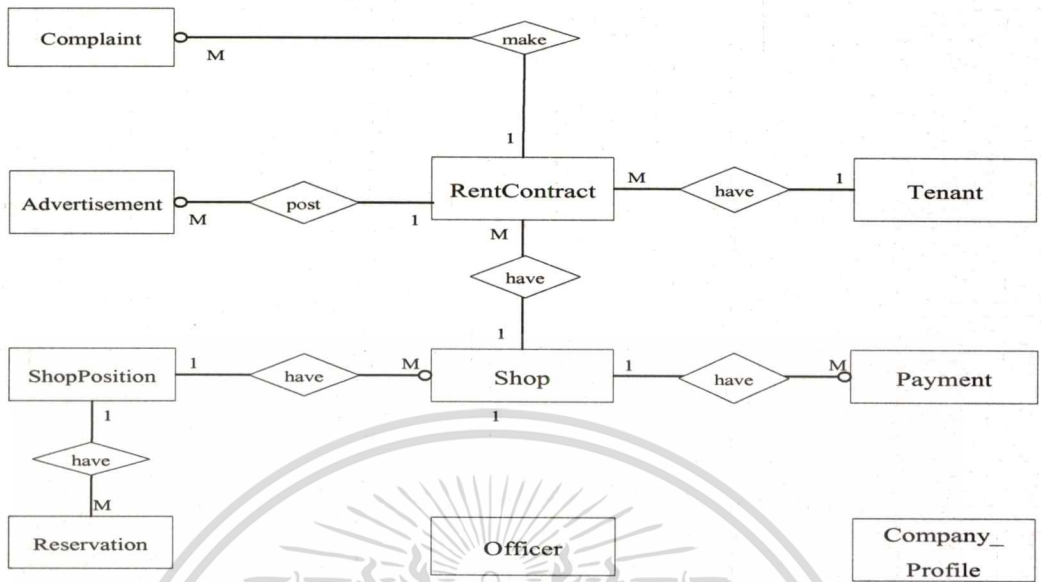 Complaint
M
make
1
Advertisement
M
post
1
RentContract
M
have
1
Tenant
M
have
1
ShopPosition
1
have
M
Shop
1
have
M
Payment
1
1
have
M
Reservation
Officer
Company_
Profile